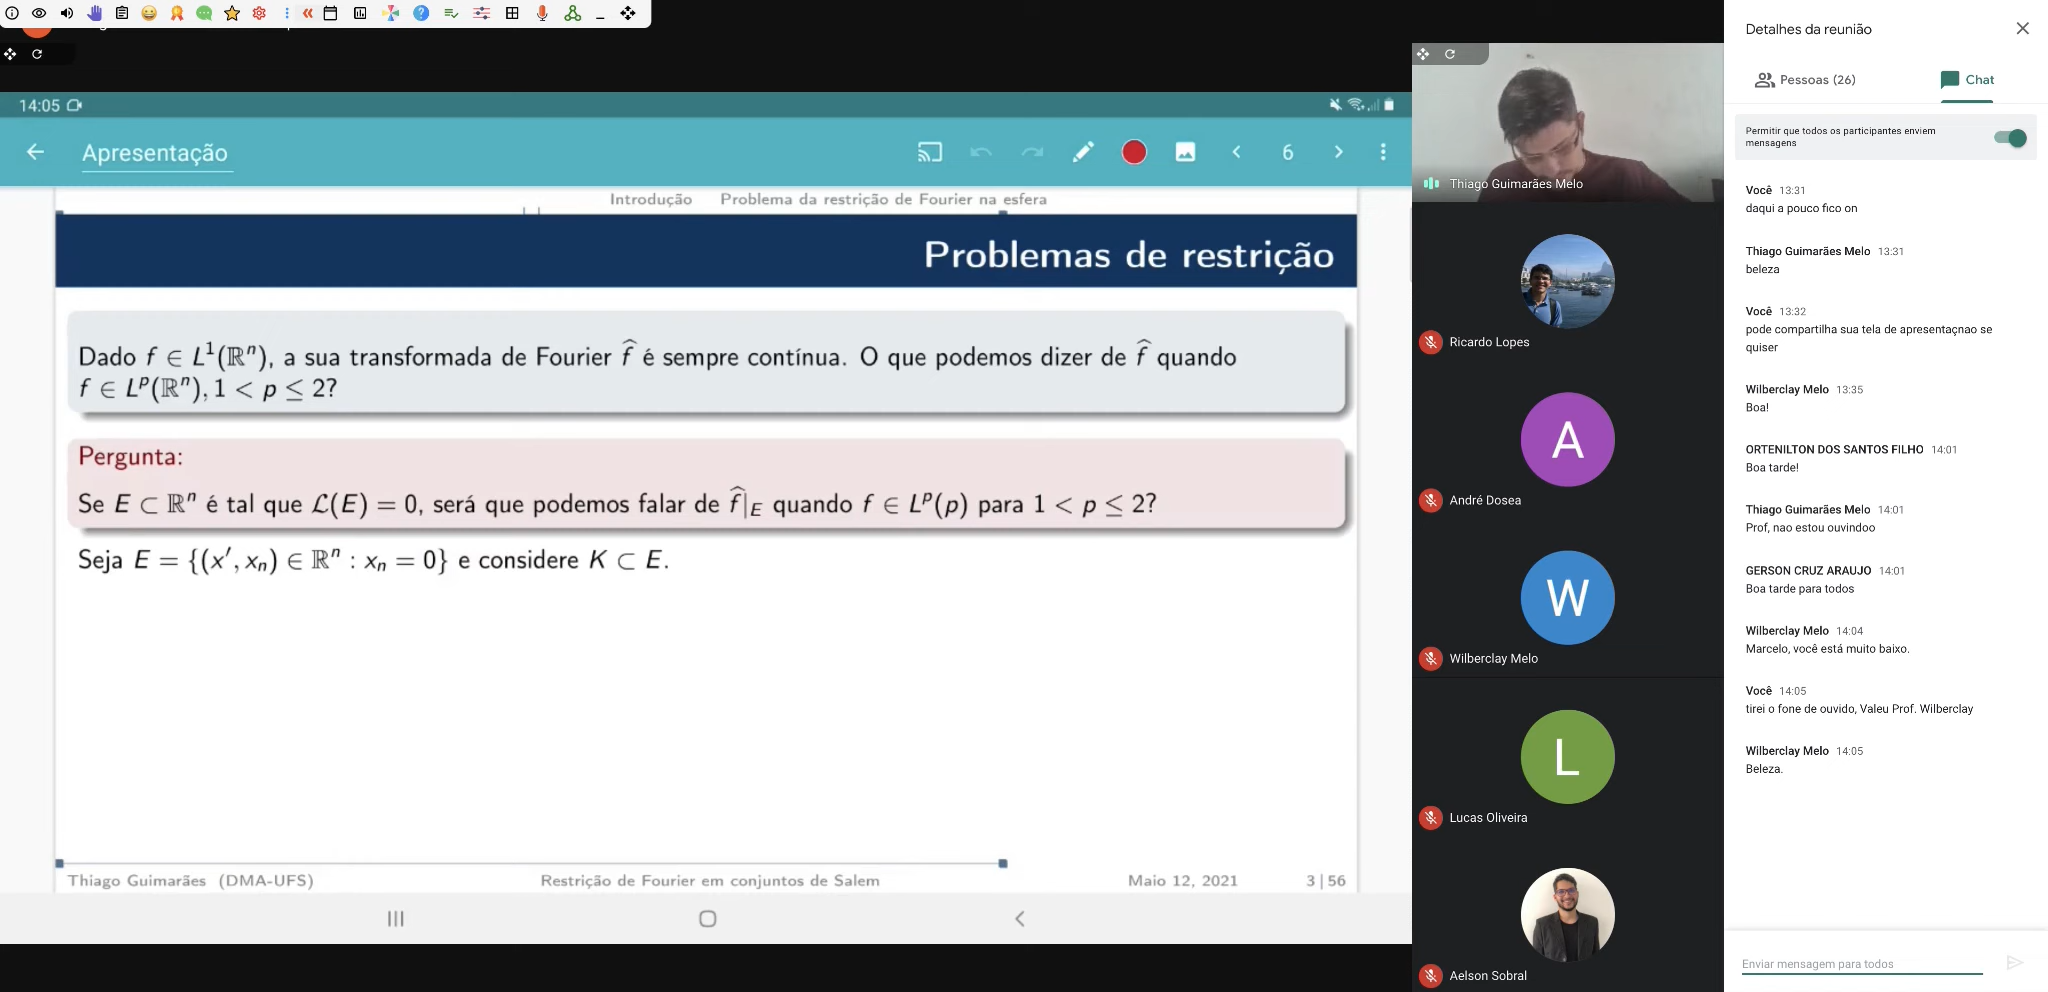 14:05
Apresentação
6
Introdução Problema da restrição de Fourier na esfera
Problemas de restrição
Dado f ∈ L¹(ℝⁿ), a sua transformada de Fourier f̂ é sempre contínua. O que podemos dizer de f̂ quando
f ∈ Lᵖ(ℝⁿ), 1 < p ≤ 2?
Pergunta:
Se E ⊂ ℝⁿ é tal que ℒ(E) = 0, será que podemos falar de f̂|_E quando f ∈ Lᵖ(p) para 1 < p ≤ 2?
Seja E = {(x′, xₙ) ∈ ℝⁿ : xₙ = 0} e considere K ⊂ E.
Thiago Guimarães (DMA-UFS) Restrição de Fourier em conjuntos de Salem Maio 12, 2021 3 | 56
Thiago Guimarães Melo
Ricardo Lopes
A
André Dosea
W
Wilberclay Melo
L
Lucas Oliveira
Aelson Sobral
Detalhes da reunião
Pessoas (26) Chat
Permitir que todos os participantes enviem
mensagens
Você 13:31
daqui a pouco fico on
Thiago Guimarães Melo 13:31
beleza
Você 13:32
pode compartilha sua tela de apresentaçnao se
quiser
Wilberclay Melo 13:35
Boa!
ORTENILTON DOS SANTOS FILHO 14:01
Boa tarde!
Thiago Guimarães Melo 14:01
Prof, nao estou ouvindoo
GERSON CRUZ ARAUJO 14:01
Boa tarde para todos
Wilberclay Melo 14:04
Marcelo, você está muito baixo.
Você 14:05
tirei o fone de ouvido, Valeu Prof. Wilberclay
Wilberclay Melo 14:05
Beleza.
Enviar mensagem para todos